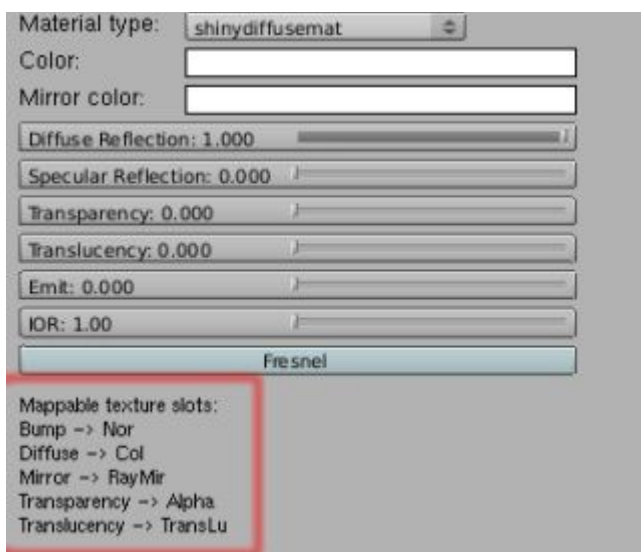 Material type: shinydiffusemat
Color:
Mirror color:
Diffuse Reflection: 1.000
Specular Reflection: 0.000
Transparency: 0.000
Translucency: 0.000
Emit: 0.000
IOR: 1.00
Fresnel
Mappable texture slots:
Bump -> Nor
Diffuse -> Col
Mirror -> RayMir
Transparency -> Alpha
Translucency -> TransLu